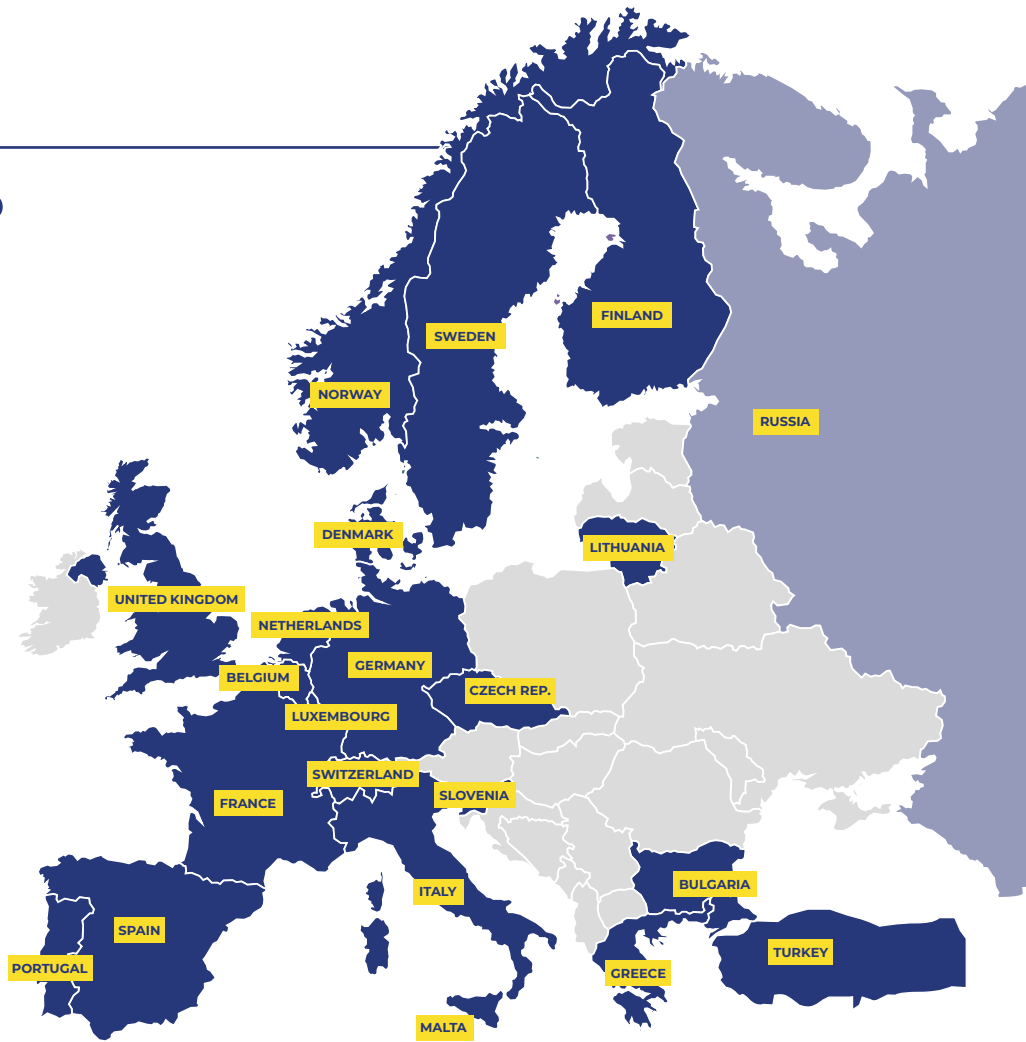 FINLAND
SWEDEN
NORWAY
RUSSIA
DENMARK
LITHUANIA
UNITED KINGDOM
NETHERLANDS
GERMANY
BELGIUM
CZECH REP.
LUXEMBOURG
SWITZERLAND
SLOVENIA
FRANCE
BULGARIA
ITALY
SPAIN
TURKEY
PORTUGAL
GREECE
MALTA